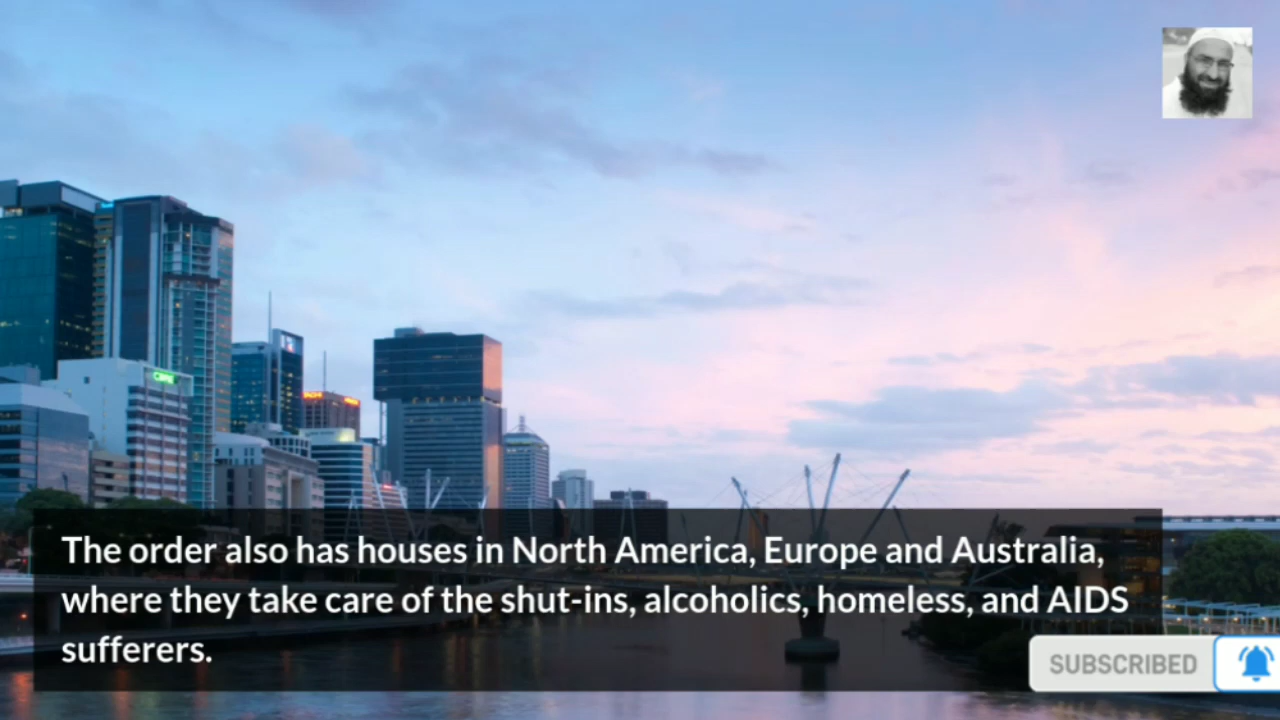 The order also has houses in North America, Europe and Australia,
where they take care of the shut-ins, alcoholics, homeless, and AIDS
sufferers.
SUBSCRIBED